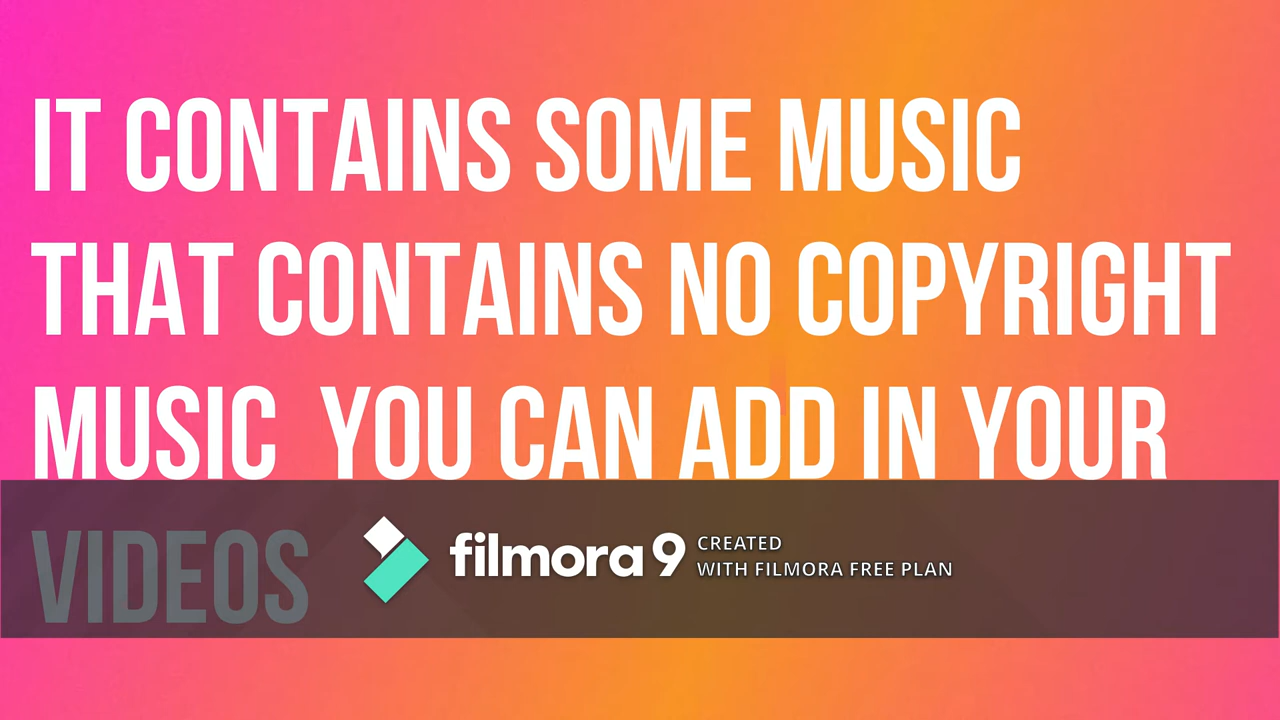 IT CONTAINS SOME MUSIC
THAT CONTAINS NO COPYRIGHT
MUSIC  YOU CAN ADD IN YOUR
VIDEOS
filmora 9
CREATED
WITH FILMORA FREE PLAN